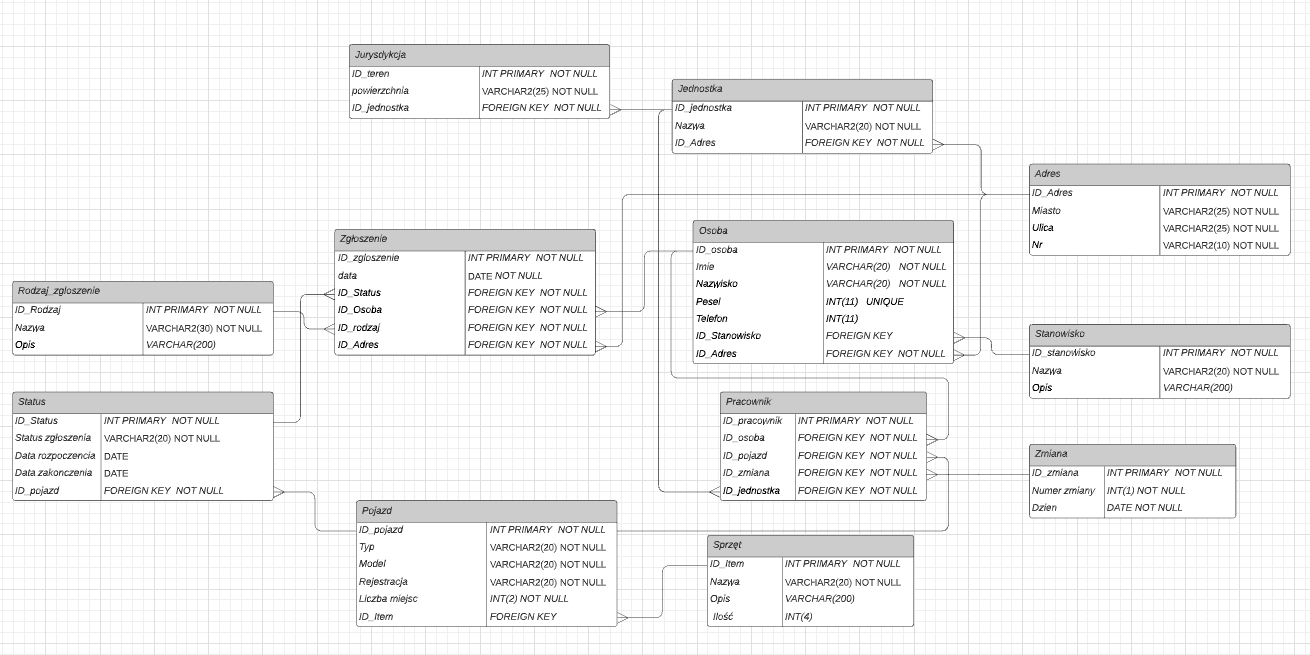 Jurysdykcja
ID_teren INT PRIMARY NOT NULL
powierzchnia VARCHAR2(25) NOT NULL
ID_jednostka FOREIGN KEY NOT NULL
Jednostka
ID_jednostka INT PRIMARY NOT NULL
Nazwa VARCHAR2(20) NOT NULL
ID_Adres FOREIGN KEY NOT NULL
Adres
ID_Adres INT PRIMARY NOT NULL
Miasto VARCHAR2(25) NOT NULL
Ulica VARCHAR2(25) NOT NULL
Nr VARCHAR2(10) NOT NULL
Zgłoszenie
ID_zgloszenie INT PRIMARY NOT NULL
data DATE NOT NULL
ID_Status FOREIGN KEY NOT NULL
ID_Osoba FOREIGN KEY NOT NULL
ID_rodzaj FOREIGN KEY NOT NULL
ID_Adres FOREIGN KEY NOT NULL
Osoba
ID_osoba INT PRIMARY NOT NULL
Imie VARCHAR(20) NOT NULL
Nazwisko VARCHAR(20) NOT NULL
Pesel INT(11) UNIQUE
Telefon INT(11)
ID_Stanowisko FOREIGN KEY
ID_Adres FOREIGN KEY NOT NULL
Rodzaj_zgloszenie
ID_Rodzaj INT PRIMARY NOT NULL
Nazwa VARCHAR2(30) NOT NULL
Opis VARCHAR(200)
Stanowisko
ID_stanowisko INT PRIMARY NOT NULL
Nazwa VARCHAR2(20) NOT NULL
Opis VARCHAR(200)
Status
ID_Status INT PRIMARY NOT NULL
Status zgłoszenia VARCHAR2(20) NOT NULL
Data rozpoczencia DATE
Data zakonczenia DATE
ID_pojazd FOREIGN KEY NOT NULL
Pracownik
ID_pracownik INT PRIMARY NOT NULL
ID_osoba FOREIGN KEY NOT NULL
ID_pojazd FOREIGN KEY NOT NULL
ID_zmiana FOREIGN KEY NOT NULL
ID_jednostka FOREIGN KEY NOT NULL
Zmiana
ID_zmiana INT PRIMARY NOT NULL
Numer zmiany INT(1) NOT NULL
Dzien DATE NOT NULL
Pojazd
ID_pojazd INT PRIMARY NOT NULL
Typ VARCHAR2(20) NOT NULL
Model VARCHAR2(20) NOT NULL
Rejestracja VARCHAR2(20) NOT NULL
Liczba miejsc INT(2) NOT NULL
ID_Item FOREIGN KEY
Sprzęt
ID_Item INT PRIMARY NOT NULL
Nazwa VARCHAR2(20) NOT NULL
Opis VARCHAR(200)
Ilość INT(4)